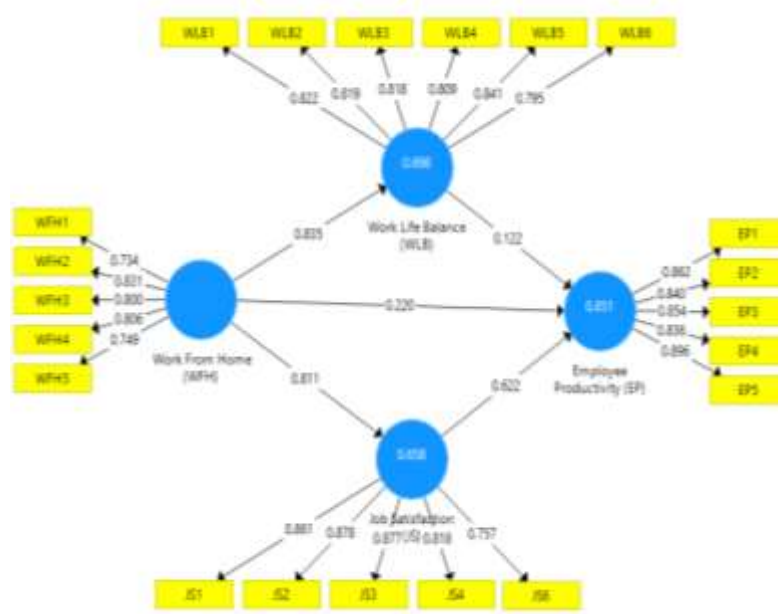 WLB1 WLB2 WLB3 WLB4 WLB5 WLB6
0.822 0.819 0.818 0.809 0.841 0.795
Work Life Balance
(WLB)
WFH1
WFH2
WFH3
WFH4
WFH5
0.734
0.831
0.800
0.806
0.749
Work From Home
(WFH)
0.835
0.122
0.220
0.811
0.622
EP1
EP2
EP3
EP4
EP5
0.862
0.840
0.854
0.896
0.851
Employee
Productivity (EP)
0.658
Job Satisfaction
(JS)
0.878 0.877 0.818 0.757
JS1 JS2 JS3 JS4